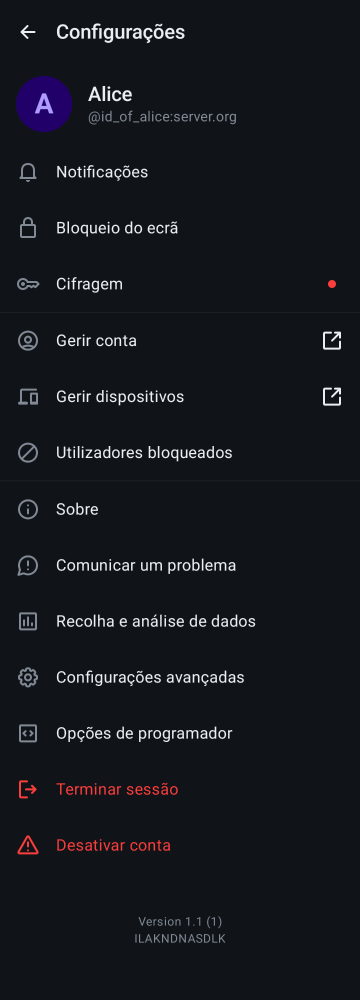 Configurações
A
Alice
@id_of_alice:server.org
Notificações
Bloqueio do ecrã
Cifragem
Gerir conta
Gerir dispositivos
Utilizadores bloqueados
Sobre
Comunicar um problema
Recolha e análise de dados
Configurações avançadas
Opções de programador
Terminar sessão
Desativar conta
Version 1.1 (1)
ILAKNDNASDLK